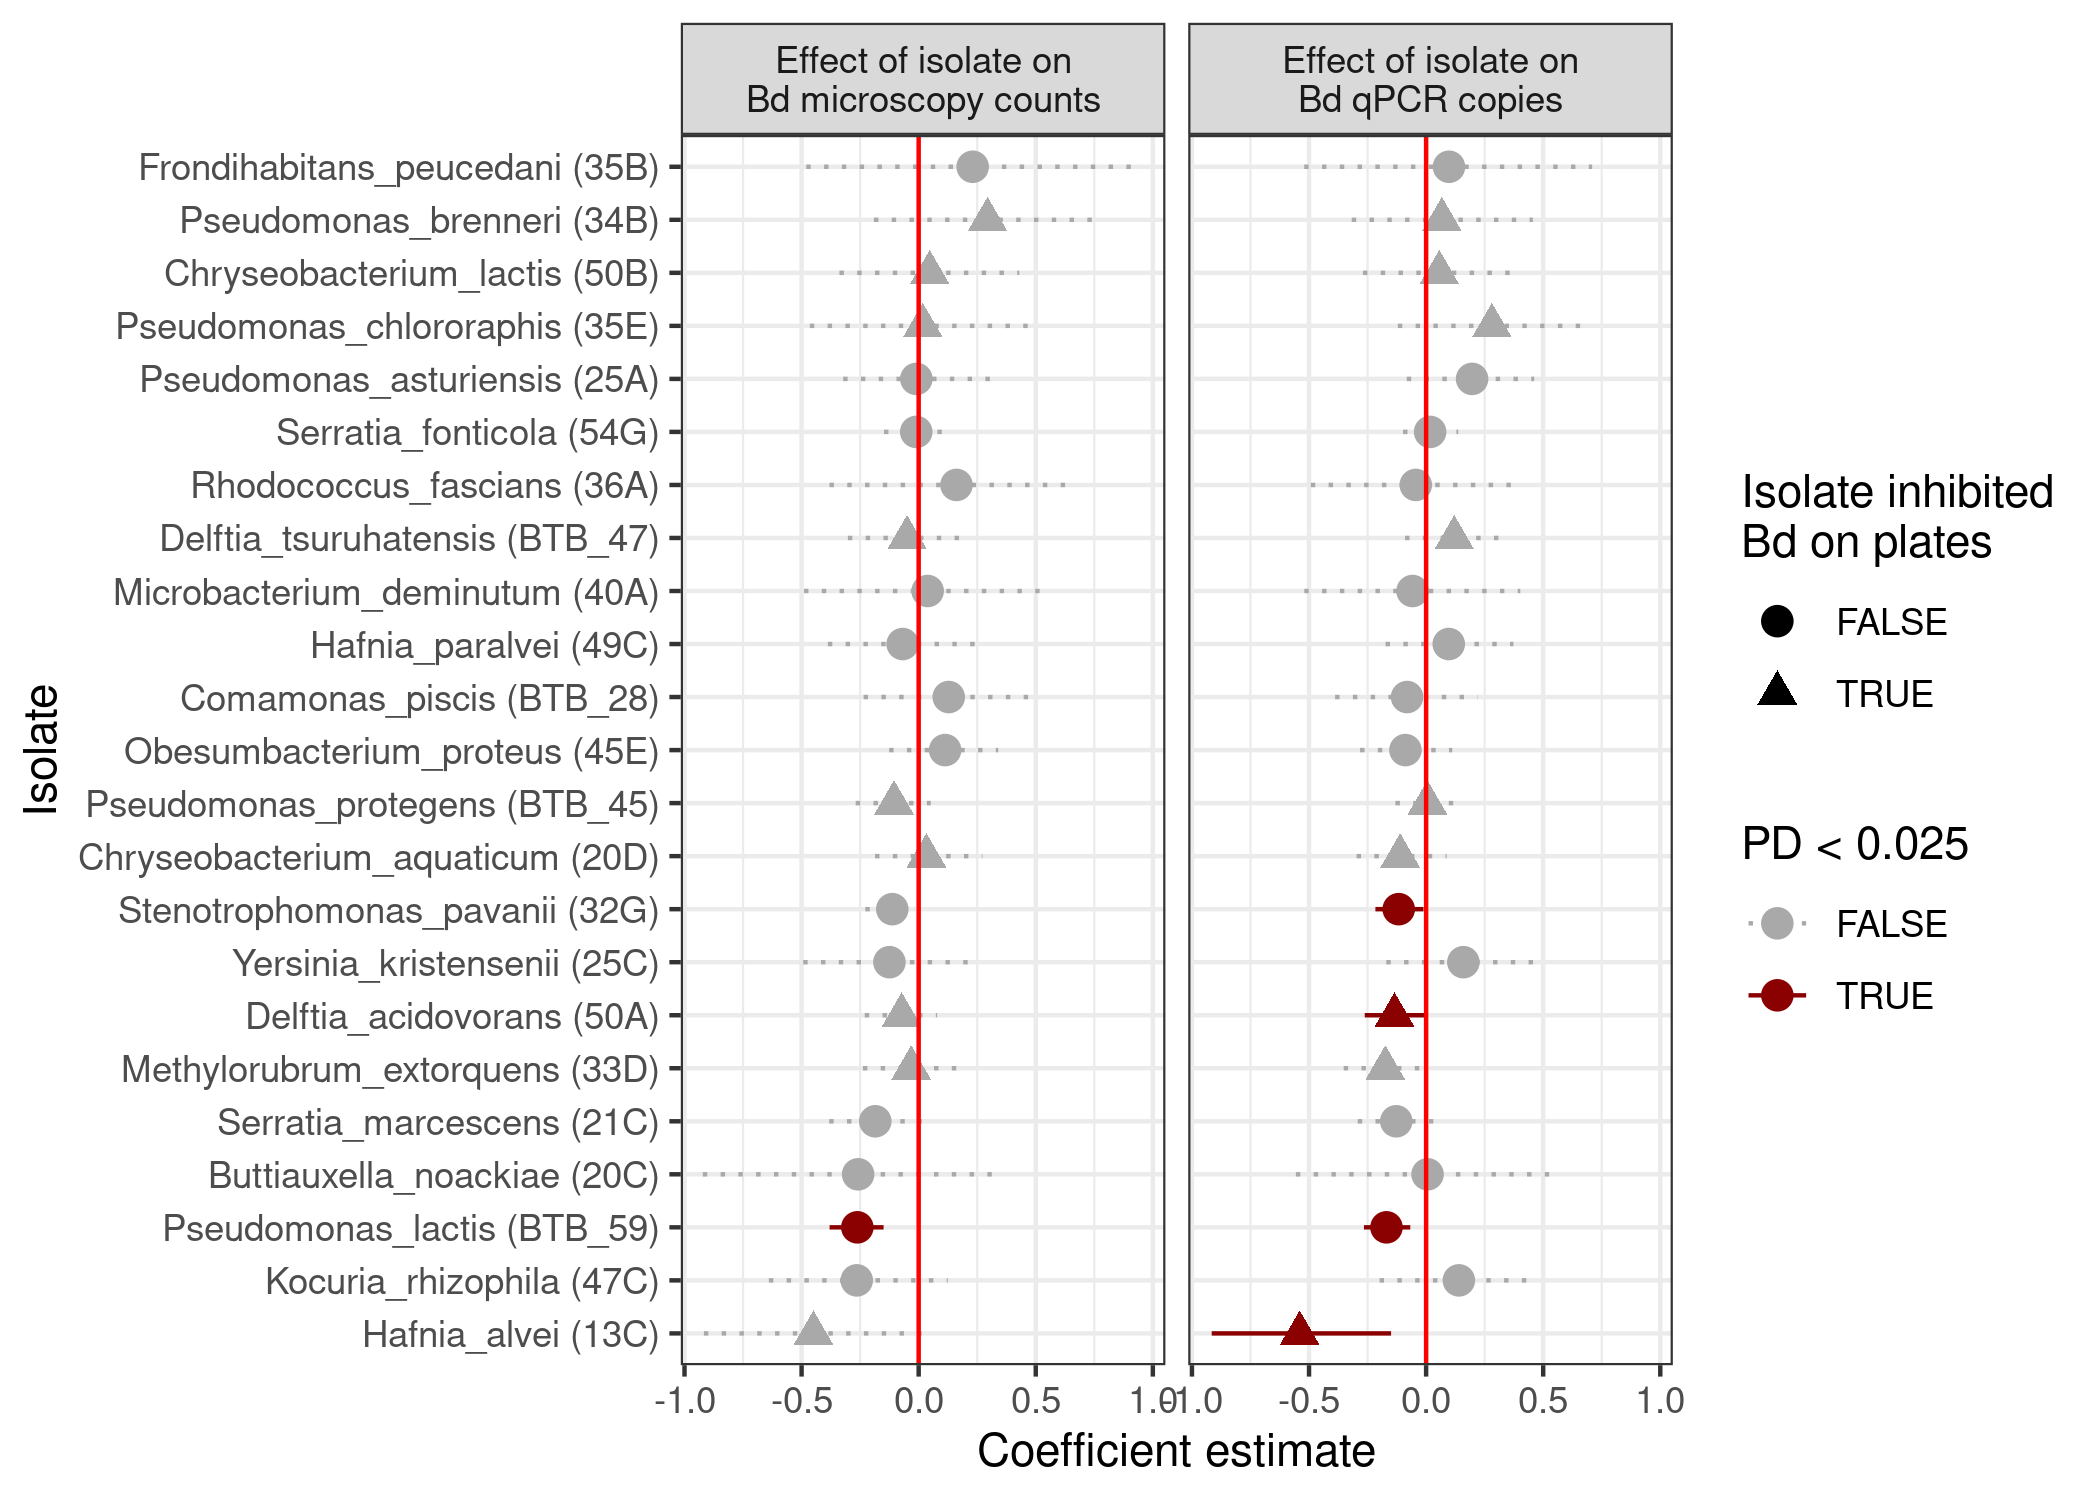 Effect of isolate on
Bd microscopy counts
Effect of isolate on
Bd qPCR copies
Isolate
Frondihabitans_peucedani (35B)
Pseudomonas_brenneri (34B)
Chryseobacterium_lactis (50B)
Pseudomonas_chlororaphis (35E)
Pseudomonas_asturiensis (25A)
Serratia_fonticola (54G)
Rhodococcus_fascians (36A)
Delftia_tsuruhatensis (BTB_47)
Microbacterium_deminutum (40A)
Hafnia_paralvei (49C)
Comamonas_piscis (BTB_28)
Obesumbacterium_proteus (45E)
Pseudomonas_protegens (BTB_45)
Chryseobacterium_aquaticum (20D)
Stenotrophomonas_pavanii (32G)
Yersinia_kristensenii (25C)
Delftia_acidovorans (50A)
Methylorubrum_extorquens (33D)
Serratia_marcescens (21C)
Buttiauxella_noackiae (20C)
Pseudomonas_lactis (BTB_59)
Kocuria_rhizophila (47C)
Hafnia_alvei (13C)
-1.0 -0.5 0.0 0.5 1.0
-1.0 -0.5 0.0 0.5 1.0
Coefficient estimate
Isolate inhibited
Bd on plates
FALSE
TRUE
PD < 0.025
FALSE
TRUE